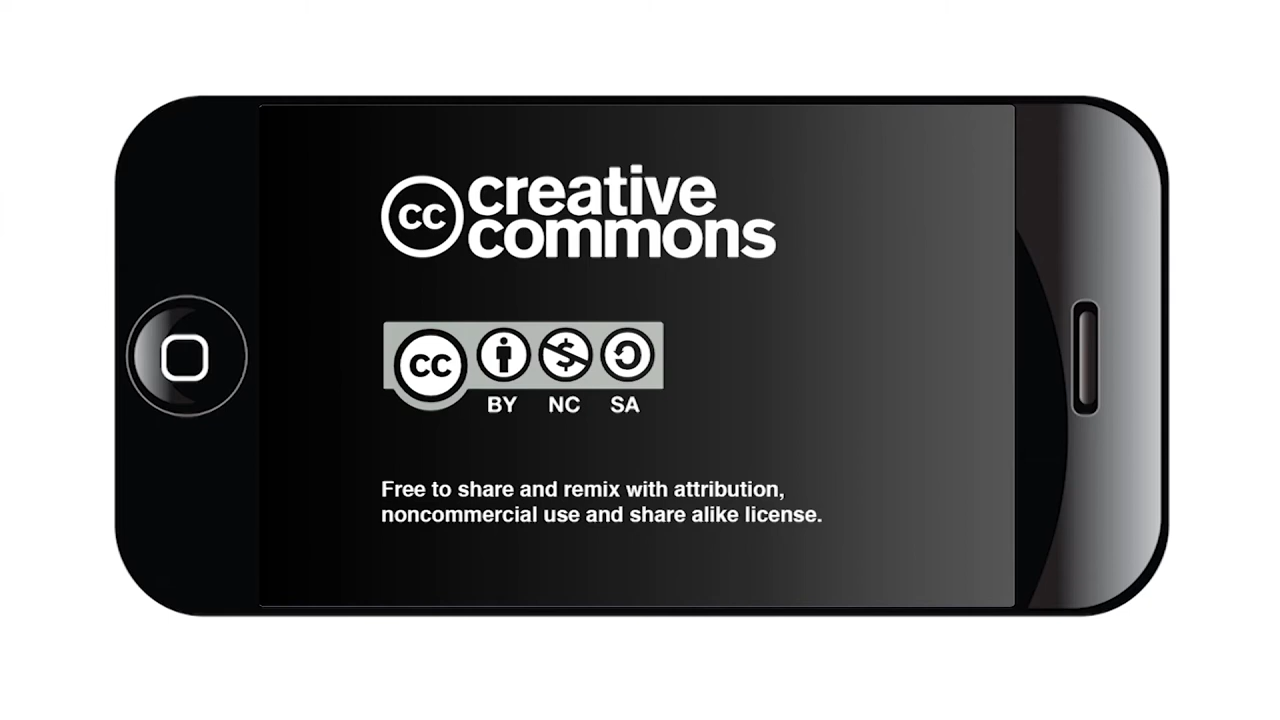 cc creative
commons
cc
BY NC SA
Free to share and remix with attribution,
noncommercial use and share alike license.